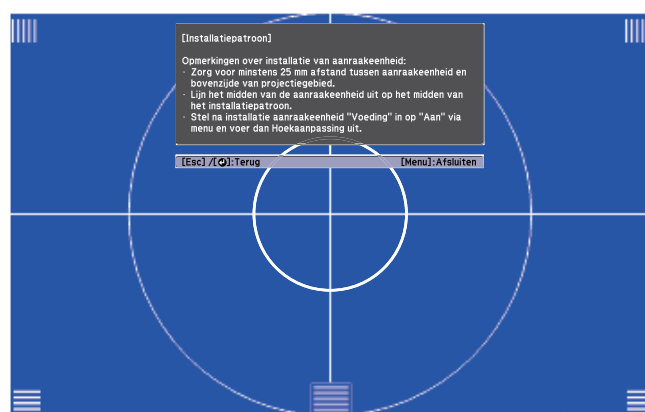 [Installatiepatroon]
Opmerkingen over installatie van aanraakeenheid:
· Zorg voor minstens 25 mm afstand tussen aanraakeenheid en
bovenzijde van projectiegebied.
· Lijn het midden van de aanraakeenheid uit op het midden van
het installatiepatroon.
· Stel na installatie aanraakeenheid "Voeding" in op "Aan" via
menu en voer dan Hoekaanpassing uit.
[Esc] /[⏎]:Terug [Menu]:Afsluiten